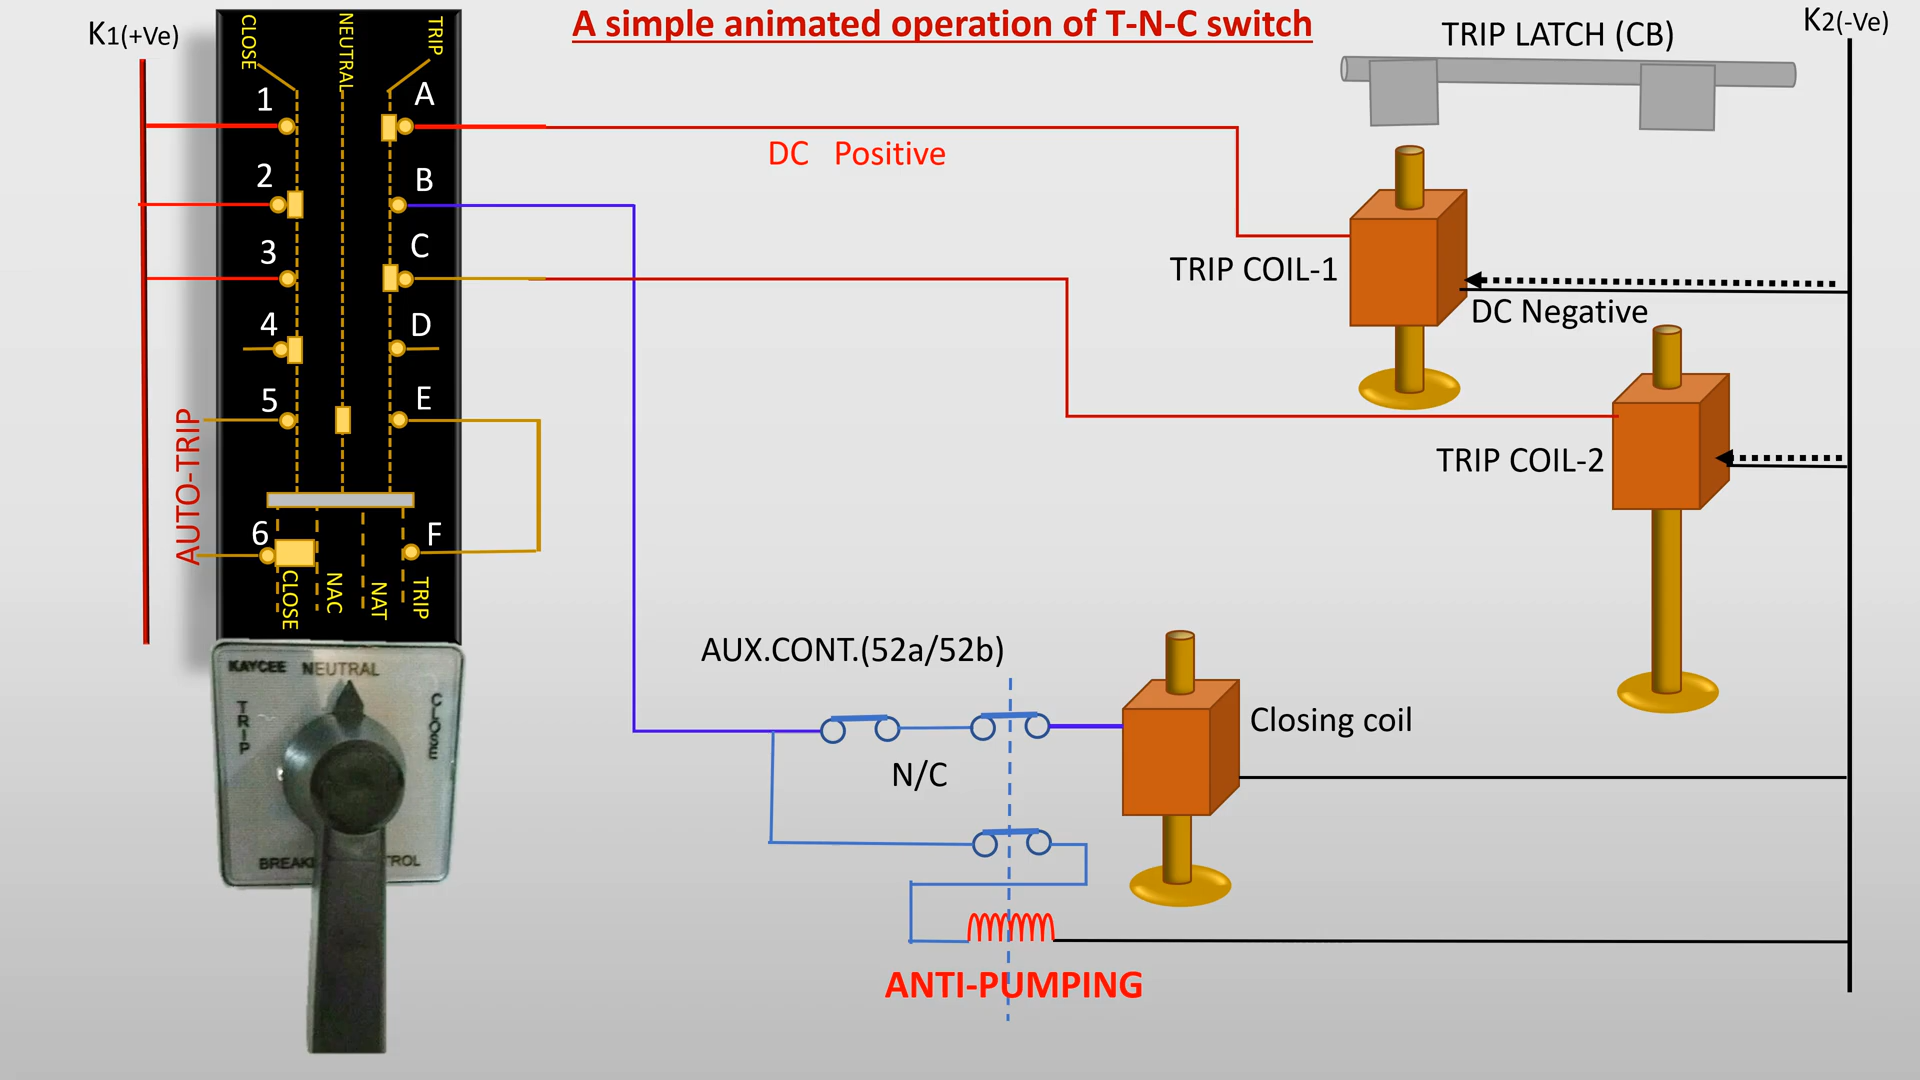 A simple animated operation of T-N-C switch
K1(+Ve)
CLOSE
NEUTRAL
TRIP
TRIP LATCH (CB)
K2(-Ve)
1
A
DC Positive
2
B
3
C
TRIP COIL-1
DC Negative
4
D
5
E
AUTO-TRIP
TRIP COIL-2
6
F
CLOSE
NAC
NAT
TRIP
AUX.CONT.(52a/52b)
KAYCEE
NEUTRAL
TRIP
CLOSE
Closing coil
N/C
ANTI-PUMPING